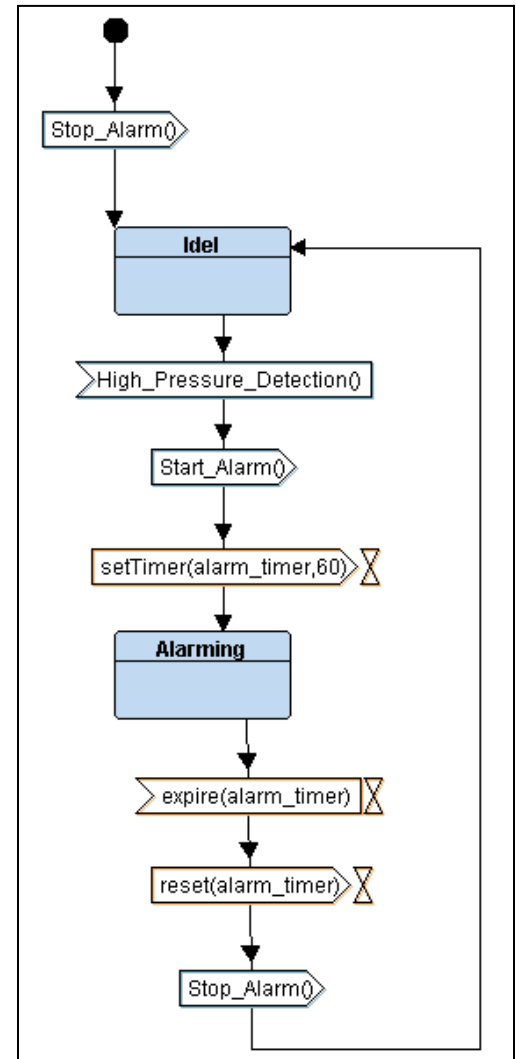 Stop_Alarm()
Idel
High_Pressure_Detection()
Start_Alarm()
setTimer(alarm_timer,60)
Alarming
expire(alarm_timer)
reset(alarm_timer)
Stop_Alarm()